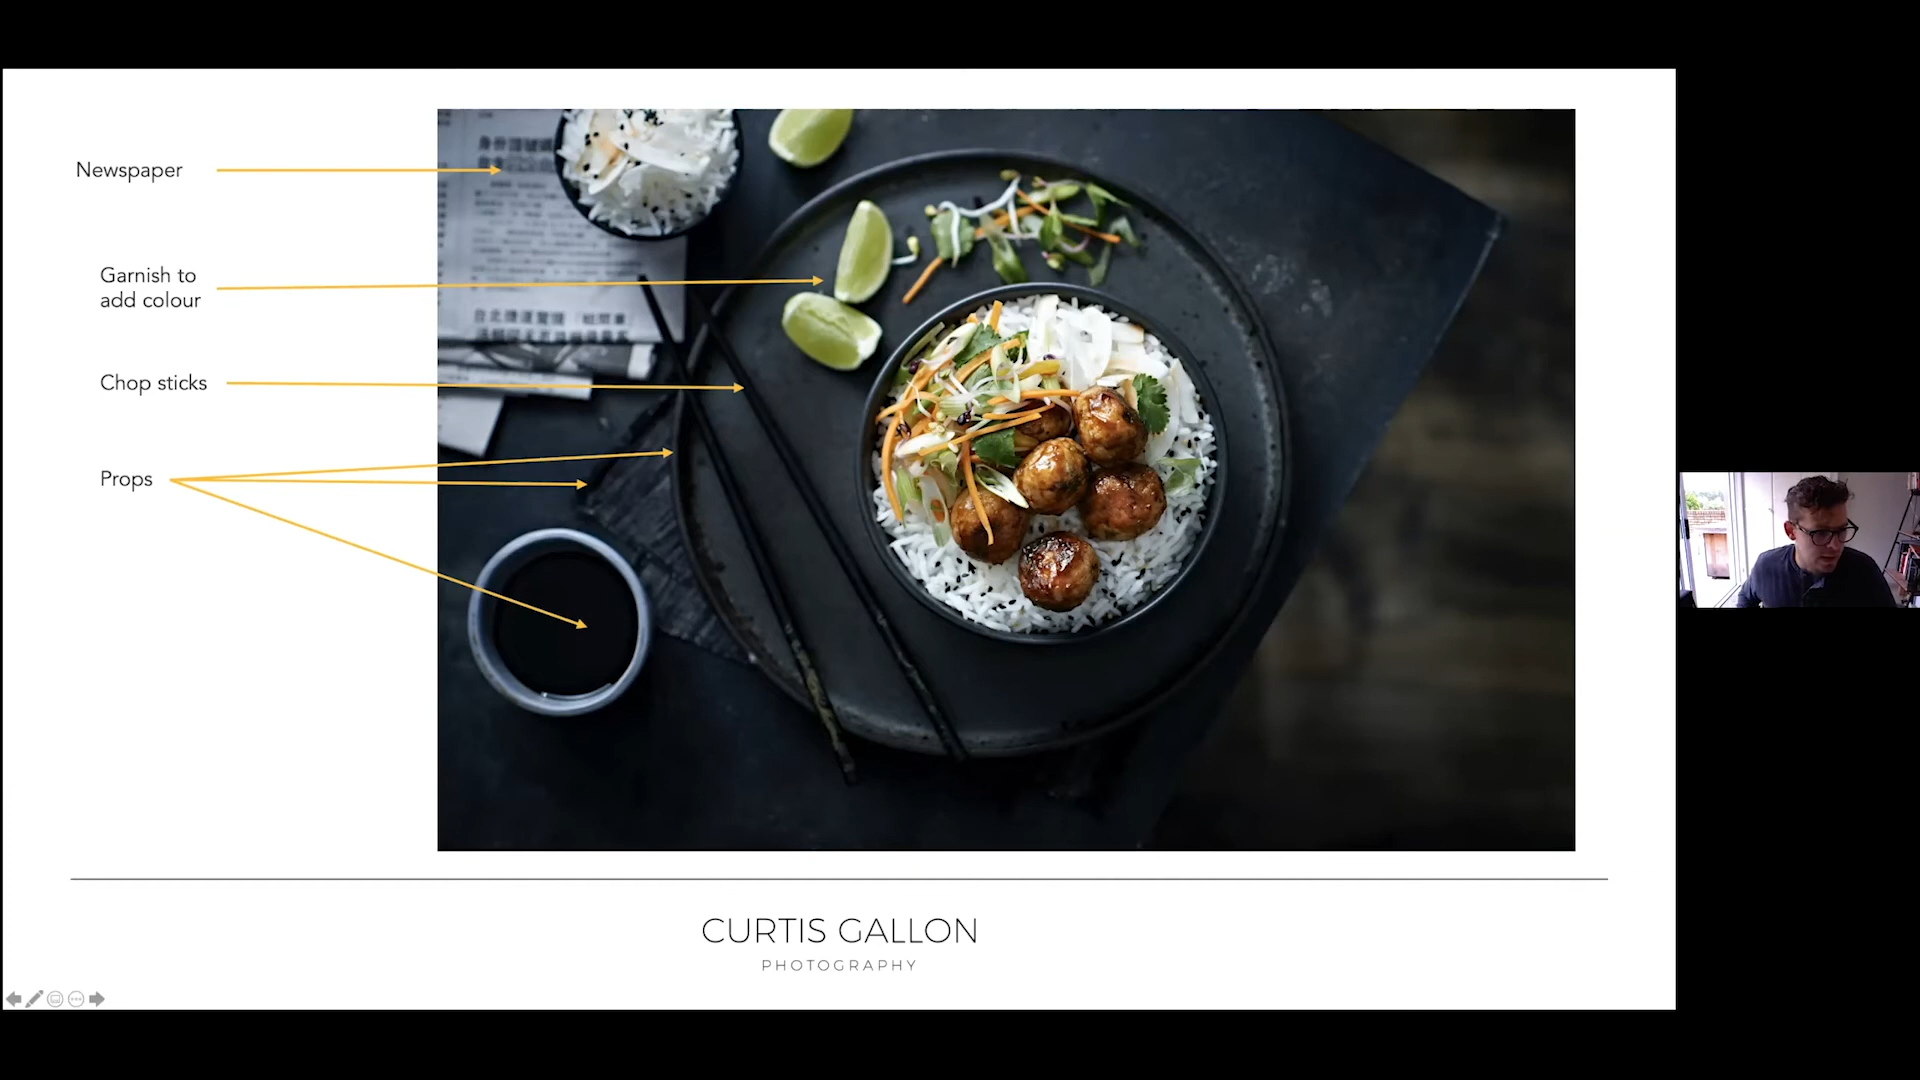 Newspaper
Garnish to
add colour
Chop sticks
Props
CURTIS GALLON
PHOTOGRAPHY